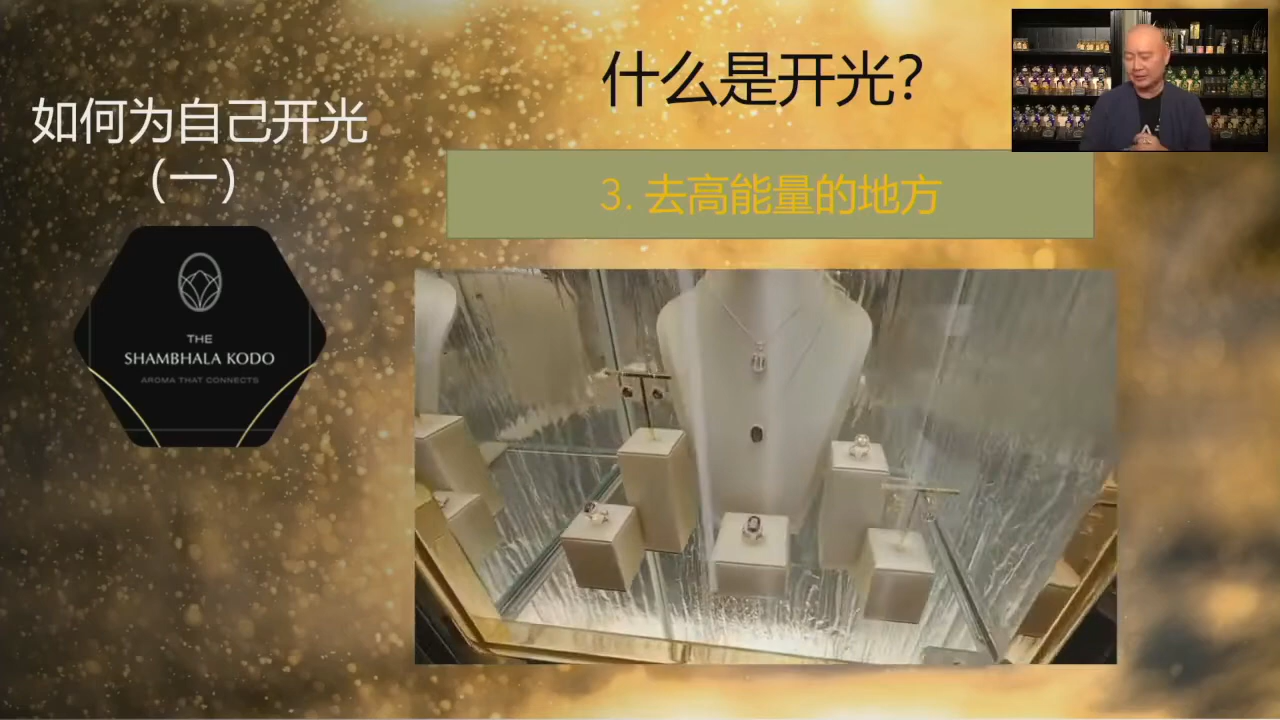 如何为自己开光
(一)
THE
SHAMBHALA KODO
AROMA THAT CONNECTS
什么是开光？
3. 去高能量的地方